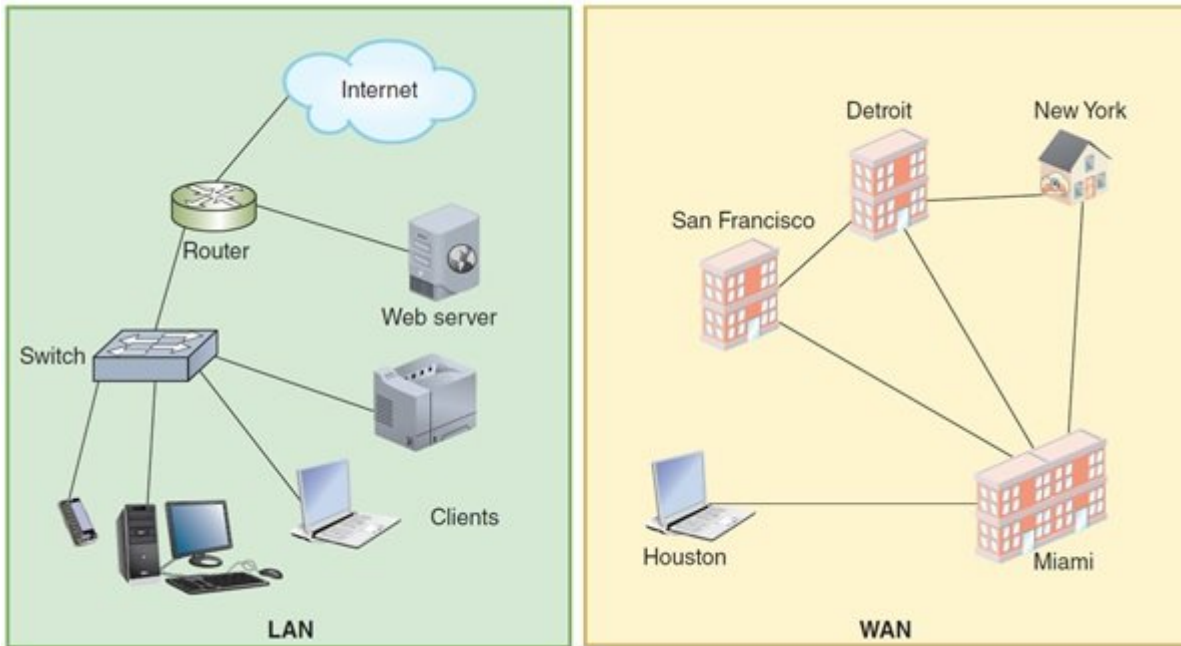 Internet
Router
Web server
Switch
Clients
LAN
Detroit
New York
San Francisco
Houston
Miami
WAN